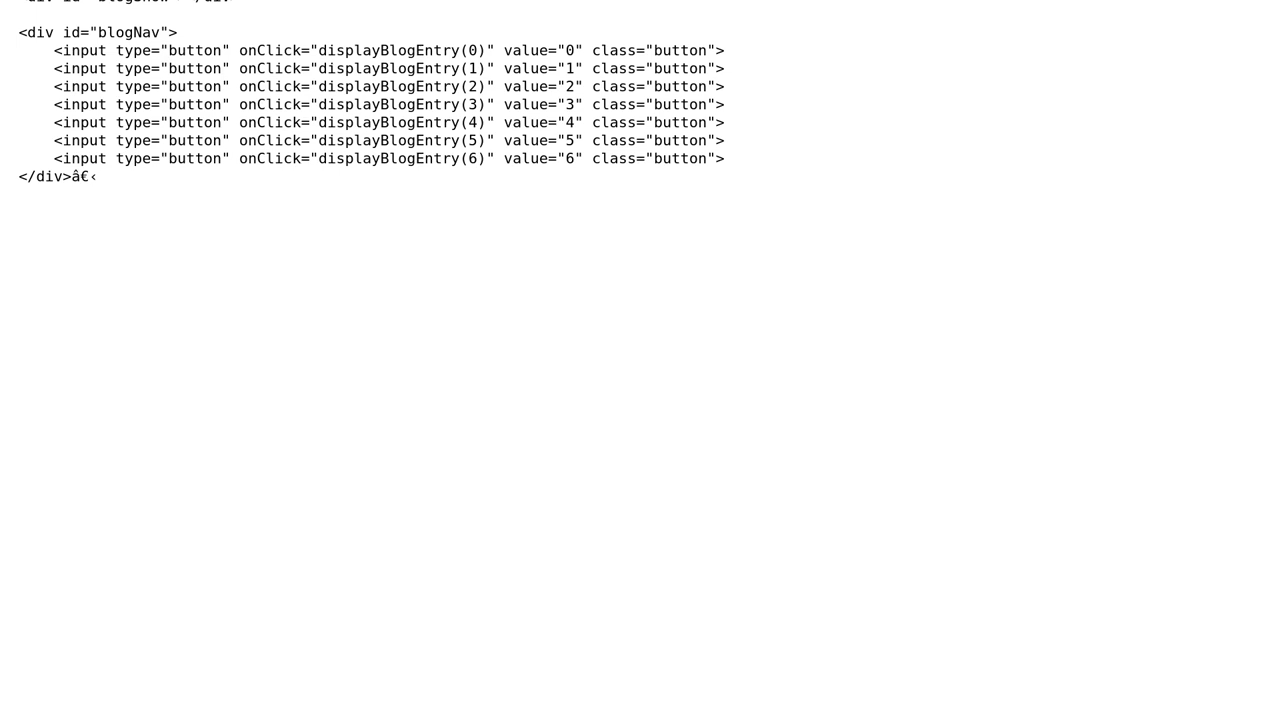 <div id="blogNav">
    <input type="button" onClick="displayBlogEntry(0)" value="0" class="button">
    <input type="button" onClick="displayBlogEntry(1)" value="1" class="button">
    <input type="button" onClick="displayBlogEntry(2)" value="2" class="button">
    <input type="button" onClick="displayBlogEntry(3)" value="3" class="button">
    <input type="button" onClick="displayBlogEntry(4)" value="4" class="button">
    <input type="button" onClick="displayBlogEntry(5)" value="5" class="button">
    <input type="button" onClick="displayBlogEntry(6)" value="6" class="button">
</div>â€‹